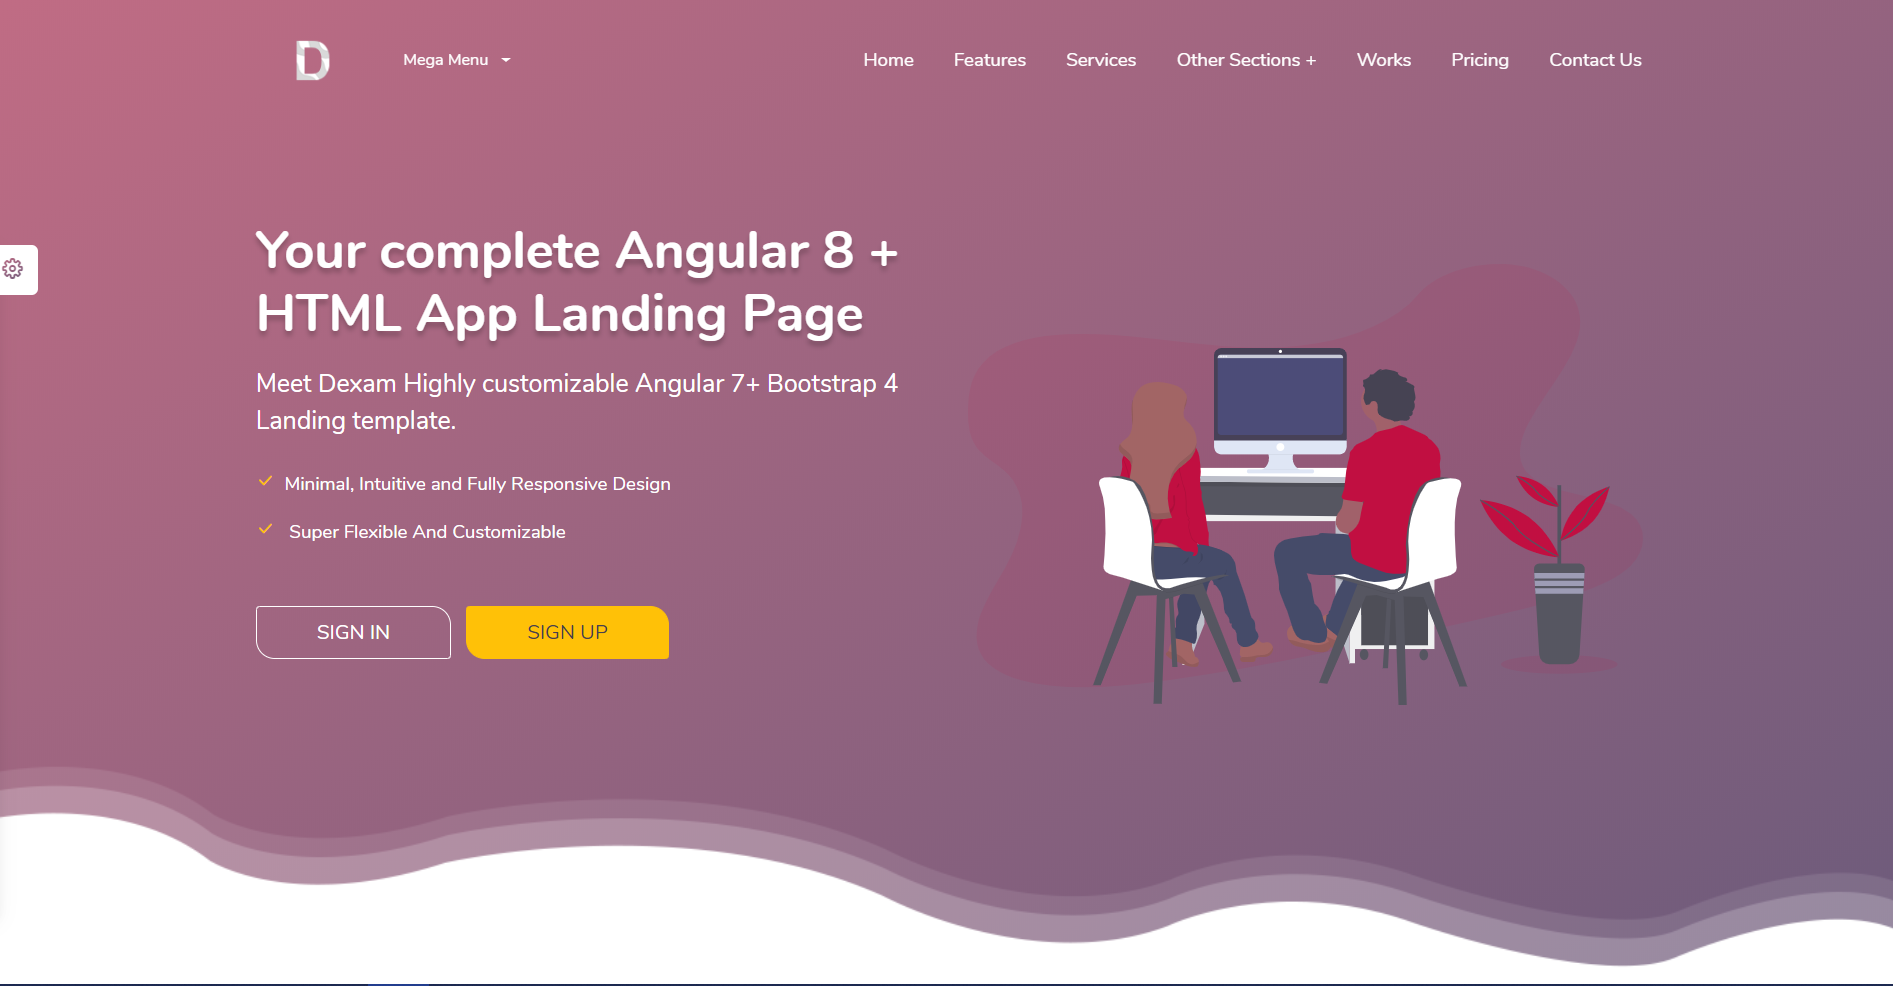 D
Mega Menu
Home Features Services Other Sections + Works Pricing Contact Us
Your complete Angular 8 +
HTML App Landing Page
Meet Dexam Highly customizable Angular 7+ Bootstrap 4
Landing template.
Minimal, Intuitive and Fully Responsive Design
Super Flexible And Customizable
SIGN IN SIGN UP